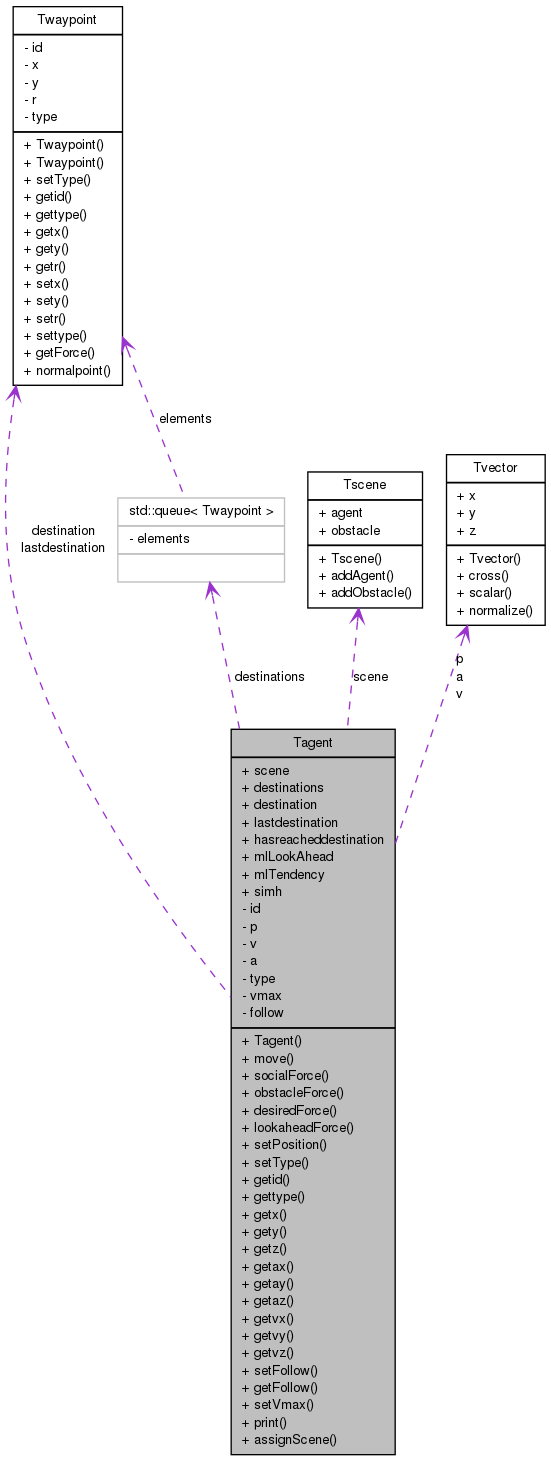 Twaypoint
- id
- x
- y
- r
- type
+ Twaypoint()
+ Twaypoint()
+ setType()
+ getid()
+ gettype()
+ getx()
+ gety()
+ getr()
+ setx()
+ sety()
+ setr()
+ settype()
+ getForce()
+ normalpoint()
elements
destination
lastdestination
std::queue< Twaypoint >
- elements
Tscene
+ agent
+ obstacle
+ Tscene()
+ addAgent()
+ addObstacle()
Tvector
+ x
+ y
+ z
+ Tvector()
+ cross()
+ scalar()
+ normalize()
destinations
scene
p
a
v
Tagent
+ scene
+ destinations
+ destination
+ lastdestination
+ hasreacheddestination
+ mlLookAhead
+ mlTendency
+ simh
- id
- p
- v
- a
- type
- vmax
- follow
+ Tagent()
+ move()
+ socialForce()
+ obstacleForce()
+ desiredForce()
+ lookaheadForce()
+ setPosition()
+ setType()
+ getid()
+ gettype()
+ getx()
+ gety()
+ getz()
+ getax()
+ getay()
+ getaz()
+ getvx()
+ getvy()
+ getvz()
+ setFollow()
+ getFollow()
+ setVmax()
+ print()
+ assignScene()